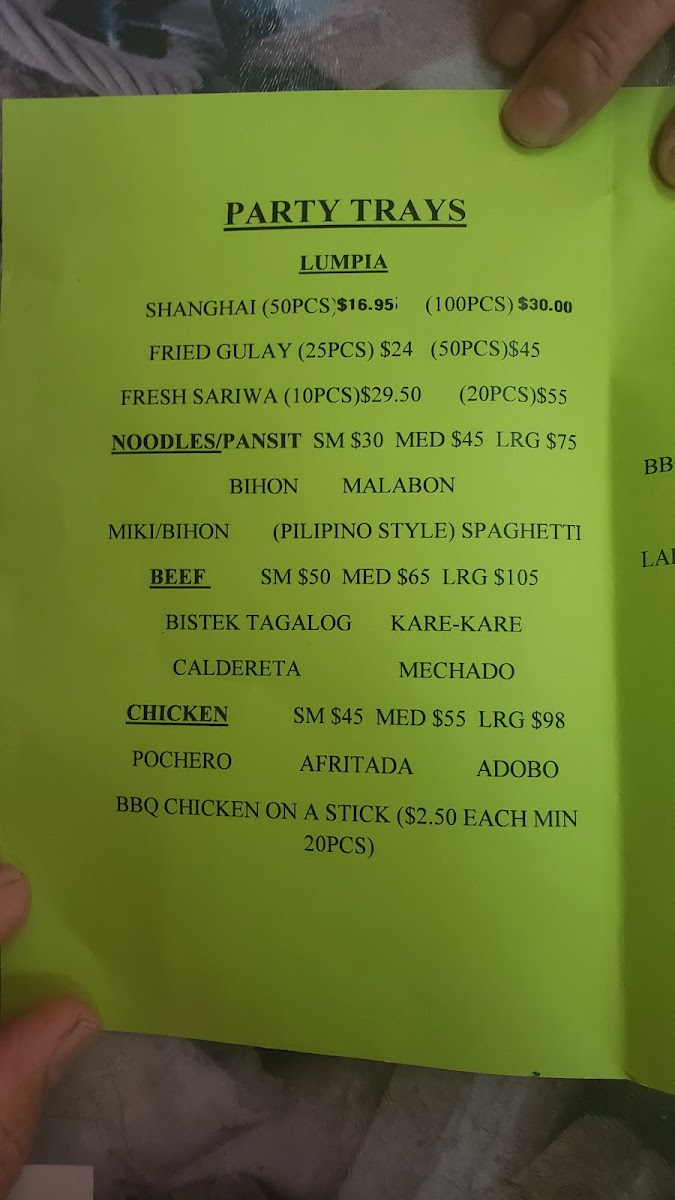 PARTY TRAYS
LUMPIA
SHANGHAI (50PCS) $16.95 (100PCS) $30.00
FRIED GULAY (25PCS) $24 (50PCS)$45
FRESH SARIWA (10PCS)$29.50 (20PCS)$55
NOODLES/PANSIT SM $30 MED $45 LRG $75
BIHON MALABON
MIKI/BIHON (PILIPINO STYLE) SPAGHETTI
BEEF SM $50 MED $65 LRG $105
BISTEK TAGALOG KARE-KARE
CALDERETA MECHADO
CHICKEN SM $45 MED $55 LRG $98
POCHERO AFRITADA ADOBO
BBQ CHICKEN ON A STICK ($2.50 EACH MIN
20PCS)